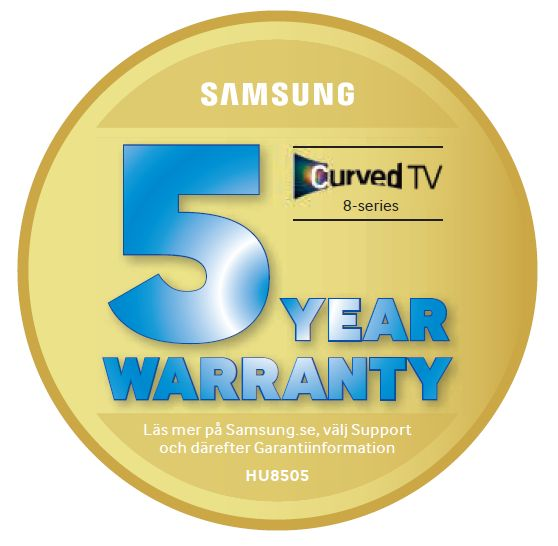 SAMSUNG
Curved TV
8-series
5 YEAR
WARRANTY
Läs mer på Samsung.se, välj Support
och därefter Garantiinformation
HU8505